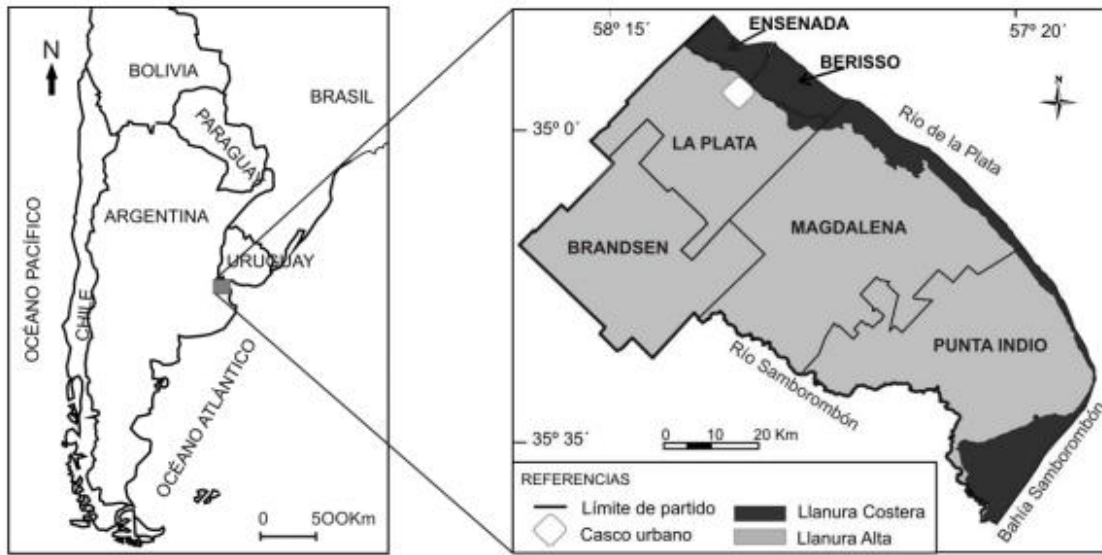 N
BOLIVIA
BRASIL
PARAGUAY
ARGENTINA
URUGUAY
CHILE
OCÉANO PACÍFICO
OCÉANO ATLÁNTICO
0 500Km
58º 15´
57º 20´
ENSENADA
BERISSO
N
Río de la Plata
35º 0´
LA PLATA
MAGDALENA
BRANDSEN
PUNTA INDIO
Río Samborombón
35º 35´
0 10 20 Km
Bahía Samborombón
REFERENCIAS
Límite de partido
Llanura Costera
Casco urbano
Llanura Alta